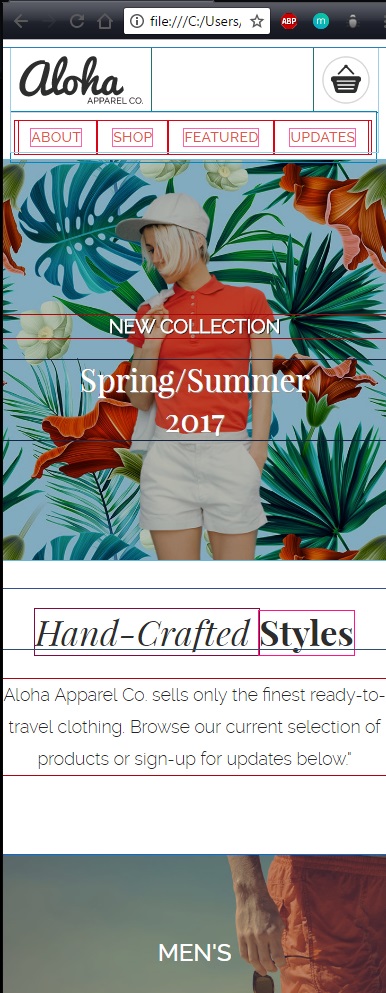 file:///C:/Users,
ABP
m
Aloha
APPAREL CO.
ABOUT
SHOP
FEATURED
UPDATES
NEW COLLECTION
Spring/Summer
2017
Hand-Crafted Styles
Aloha Apparel Co. sells only the finest ready-to-
travel clothing. Browse our current selection of
products or sign-up for updates below."
MEN'S